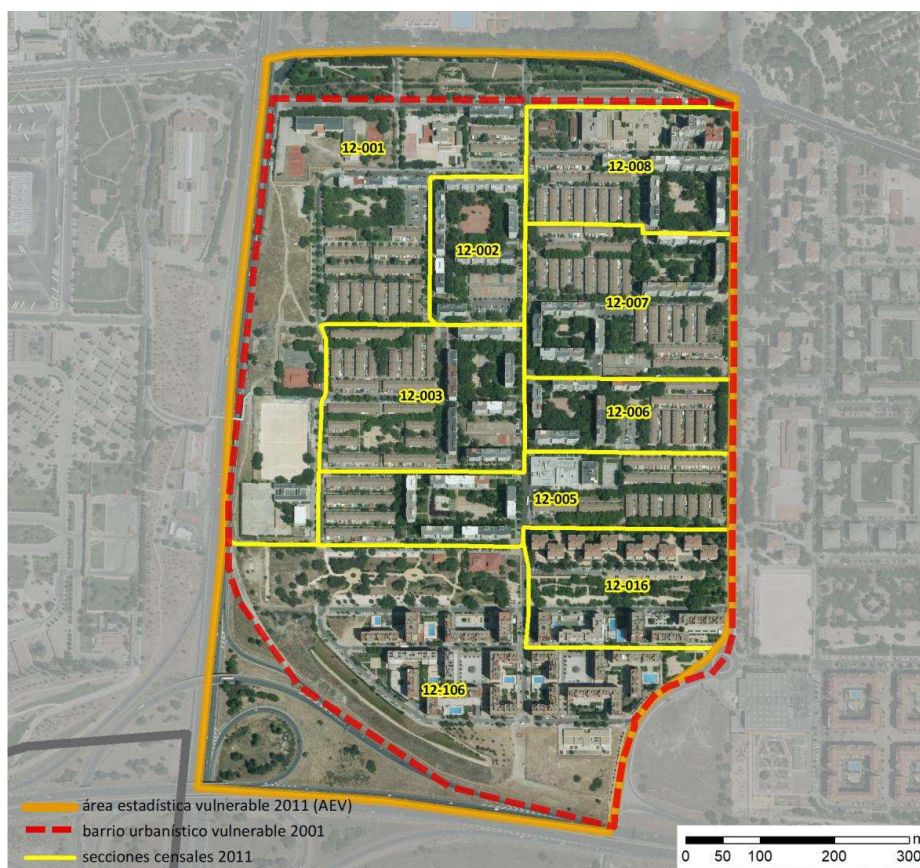 12-001
12-008
12-002
12-007
12-003
12-006
12-005
12-016
12-106
área estadística vulnerable 2011 (AEV)
barrio urbanístico vulnerable 2001
secciones censales 2011
m
0 50 100 200 300